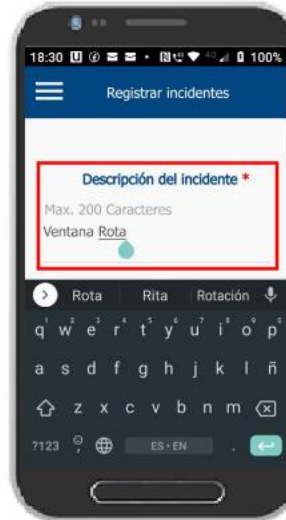 18:30 100%
Registrar incidentes
Descripción del incidente *
Max. 200 Caracteres
Ventana Rota
Rota Rita Rotación
q w e r t y u i o p
a s d f g h j k l ñ
z x c v b n m
?123 , ES • EN .